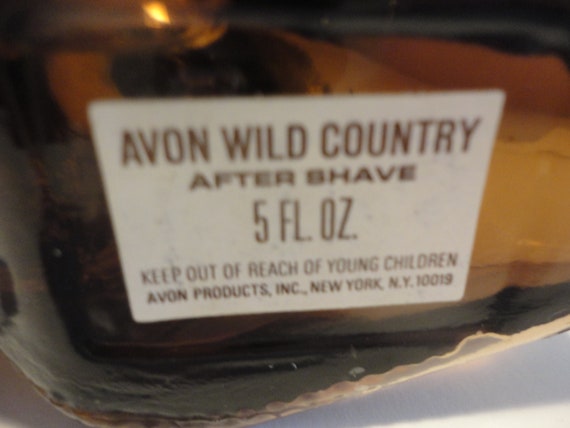 AVON WILD COUNTRY
AFTER SHAVE
5 FL. OZ.
KEEP OUT OF REACH OF YOUNG CHILDREN
AVON PRODUCTS, INC., NEW YORK, N.Y. 10019